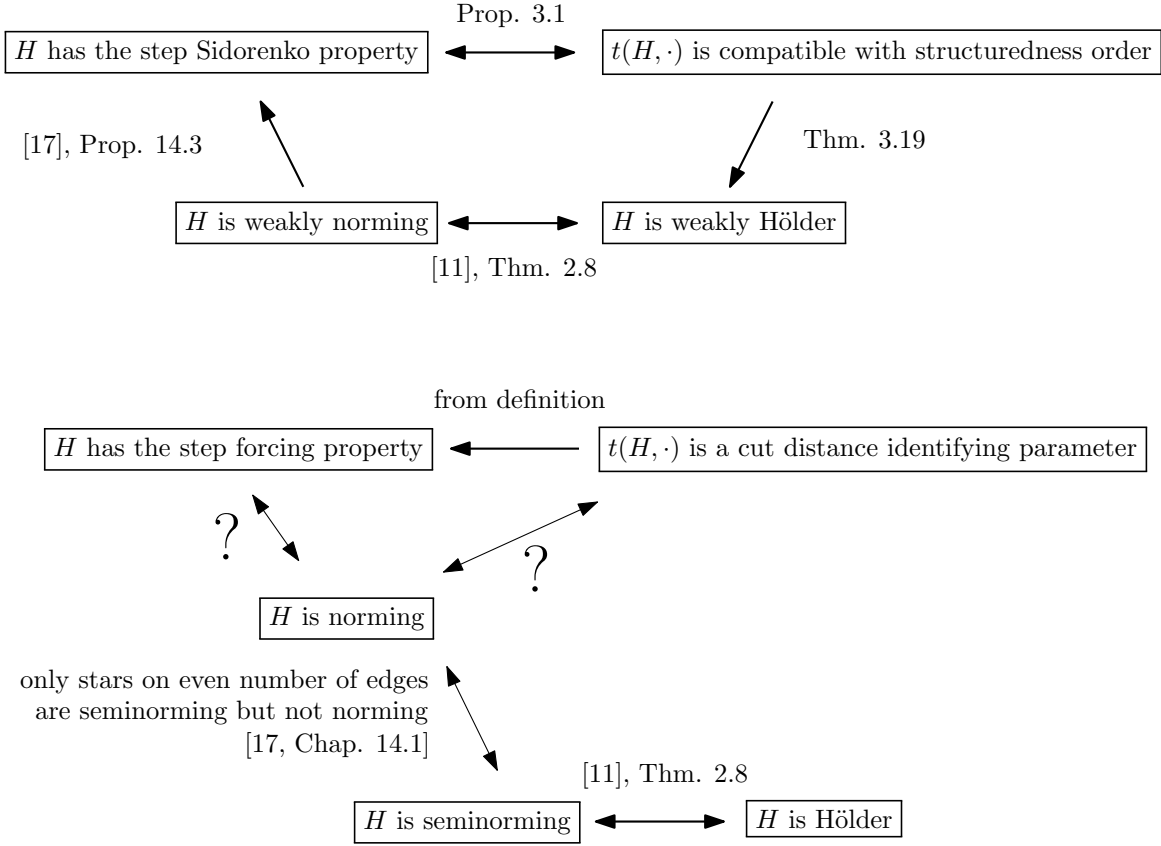 Prop. 3.1
H has the step Sidorenko property
t(H, ·) is compatible with structuredness order
[17], Prop. 14.3
Thm. 3.19
H is weakly norming
H is weakly Hölder
[11], Thm. 2.8
from definition
H has the step forcing property
t(H, ·) is a cut distance identifying parameter
?
?
H is norming
only stars on even number of edges
are seminorming but not norming
[17, Chap. 14.1]
[11], Thm. 2.8
H is seminorming
H is Hölder